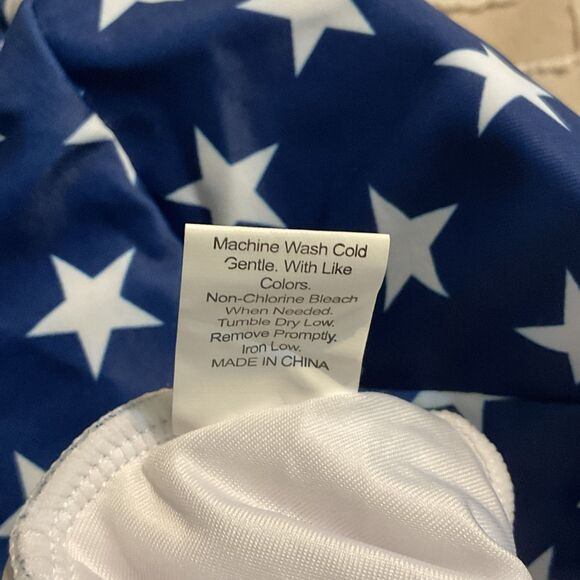 Machine Wash Cold
Gentle. With Like
Colors.
Non-Chlorine Bleach
When Needed.
Tumble Dry Low.
Remove Promptly.
Iron Low.
MADE IN CHINA